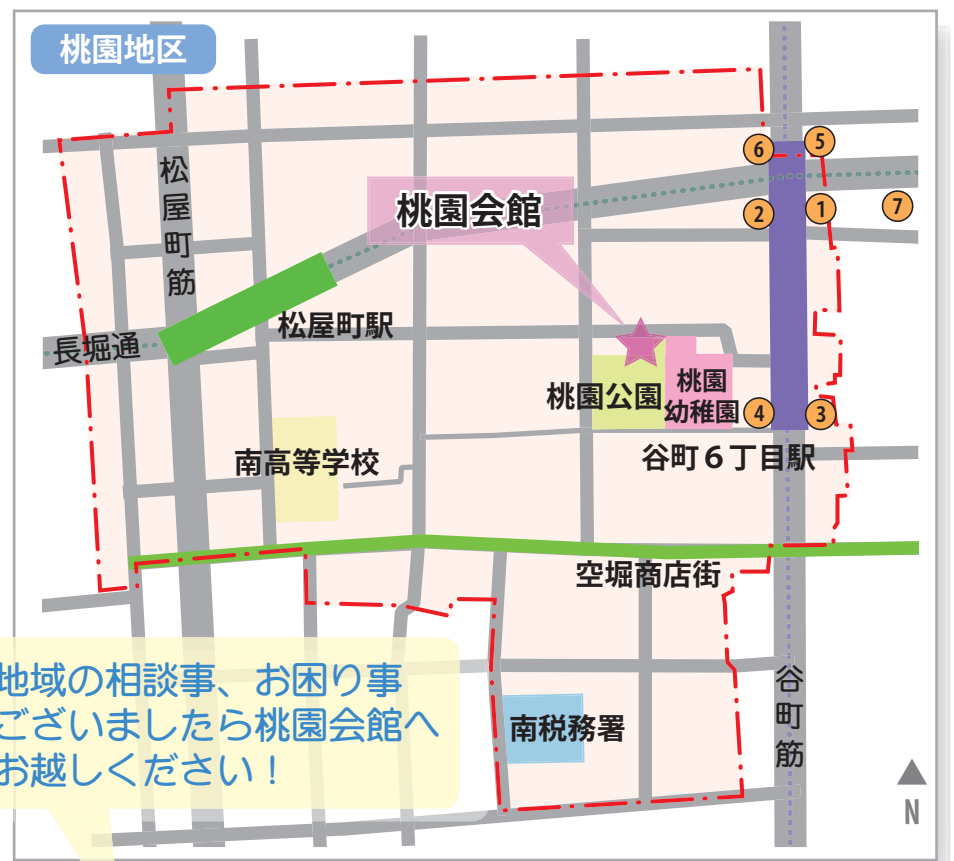 桃園地区
⑥
⑤
松屋町筋
桃園会館
②
①
⑦
松屋町駅
長堀通
桃園公園
桃園
幼稚園
④
③
谷町6丁目駅
南高等学校
空堀商店街
地域の相談事、お困り事
ございましたら桃園会館へ
お越しください!
南税務署
谷町筋
N